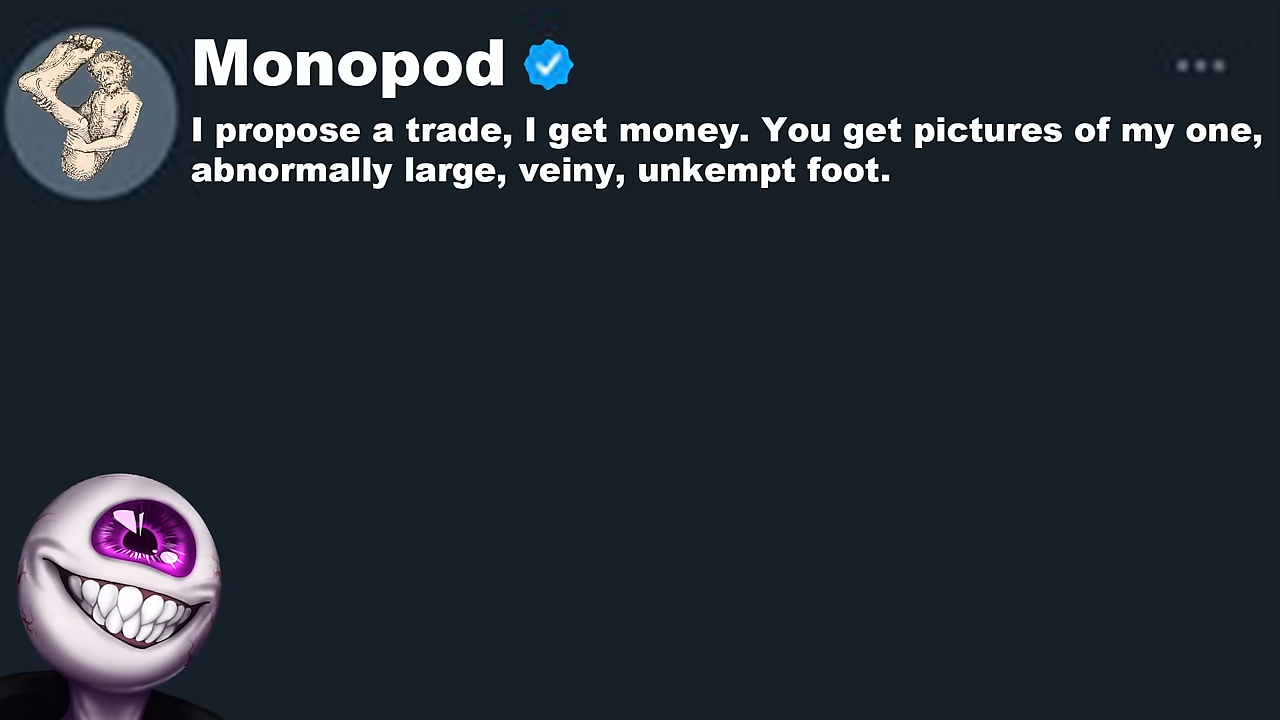 Monopod
I propose a trade, I get money. You get pictures of my one,
abnormally large, veiny, unkempt foot.